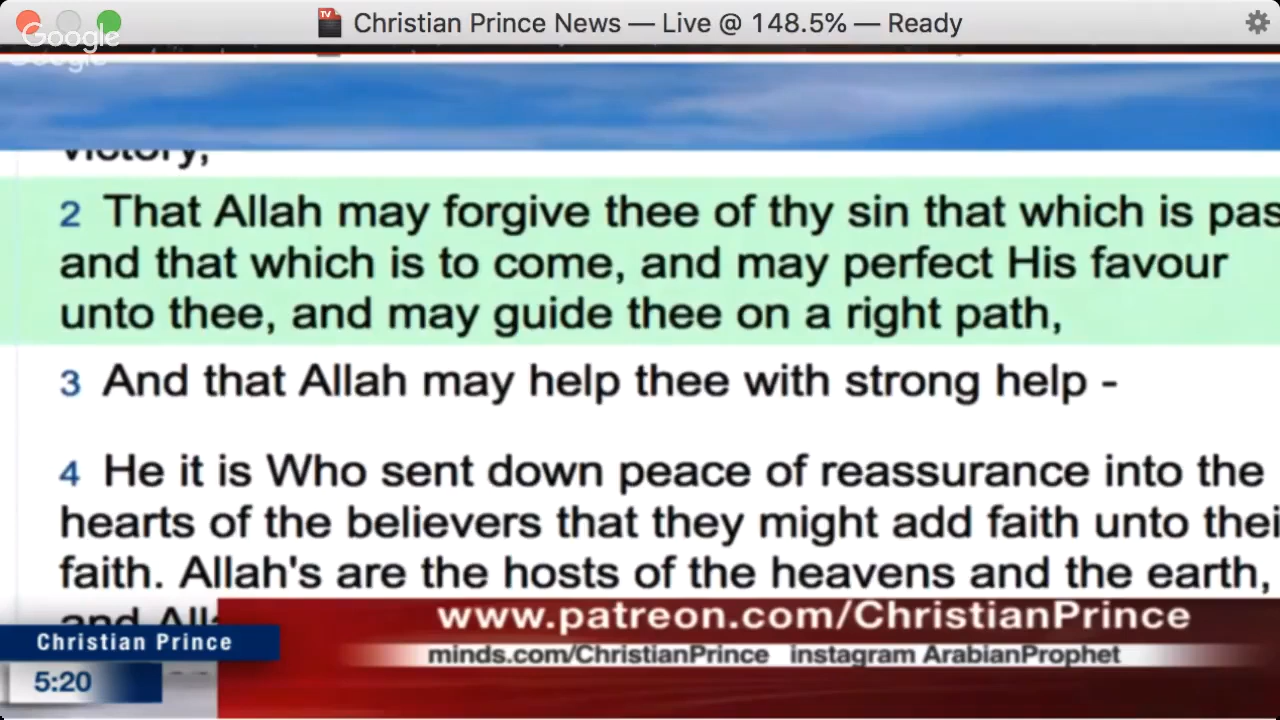 Google
Christian Prince News — Live @ 148.5% — Ready
Google
victory,
2 That Allah may forgive thee of thy sin that which is pas
and that which is to come, and may perfect His favour
unto thee, and may guide thee on a right path,
3 And that Allah may help thee with strong help -
4 He it is Who sent down peace of reassurance into the
hearts of the believers that they might add faith unto thei
faith. Allah's are the hosts of the heavens and the earth,
and All
www.patreon.com/ChristianPrince
Christian Prince
minds.com/ChristianPrince instagram ArabianProphet
5:20